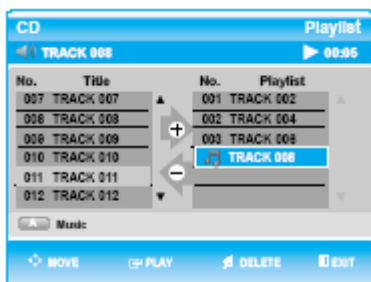 CD Playlist
TRACK 008 00:05
No. Title No. Playlist
007 TRACK 007 001 TRACK 002
008 TRACK 008 002 TRACK 004
009 TRACK 009 003 TRACK 006
010 TRACK 010 TRACK 008
011 TRACK 011
012 TRACK 012
A Music
MOVE PLAY DELETE EXIT